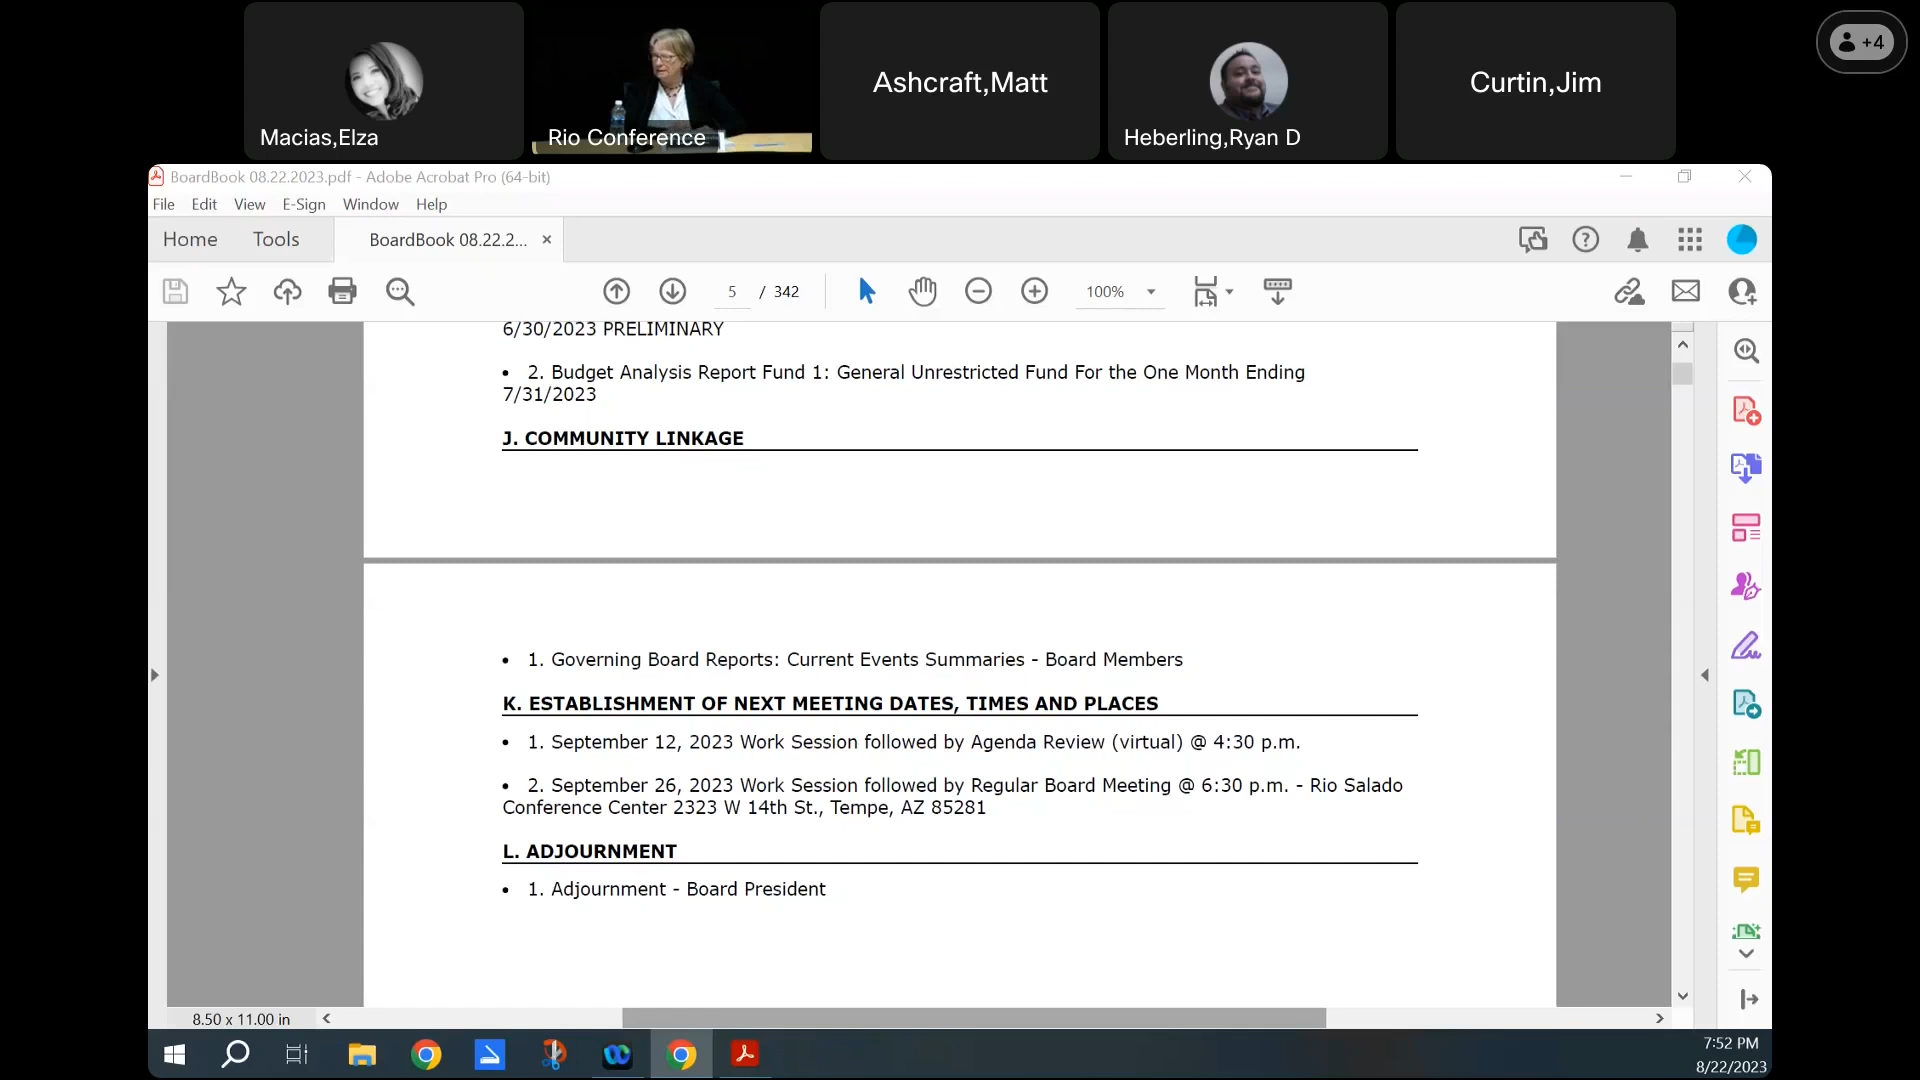 +4
Macias,Elza
Rio Conference
Ashcraft,Matt
Heberling,Ryan D
Curtin,Jim
BoardBook 08.22.2023.pdf - Adobe Acrobat Pro (64-bit)
File Edit View E-Sign Window Help
Home Tools BoardBook 08.22.2... ×
5 / 342 100%
6/30/2023 PRELIMINARY
• 2. Budget Analysis Report Fund 1: General Unrestricted Fund For the One Month Ending
7/31/2023
J. COMMUNITY LINKAGE
• 1. Governing Board Reports: Current Events Summaries - Board Members
K. ESTABLISHMENT OF NEXT MEETING DATES, TIMES AND PLACES
• 1. September 12, 2023 Work Session followed by Agenda Review (virtual) @ 4:30 p.m.
• 2. September 26, 2023 Work Session followed by Regular Board Meeting @ 6:30 p.m. - Rio Salado
Conference Center 2323 W 14th St., Tempe, AZ 85281
L. ADJOURNMENT
• 1. Adjournment - Board President
8.50 x 11.00 in
7:52 PM
8/22/2023